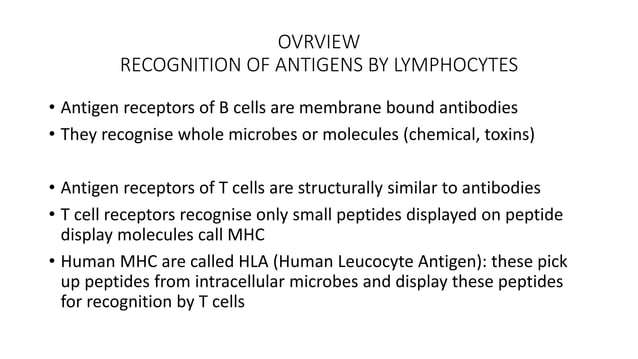 OVRVIEW
RECOGNITION OF ANTIGENS BY LYMPHOCYTES
• Antigen receptors of B cells are membrane bound antibodies
• They recognise whole microbes or molecules (chemical, toxins)
• Antigen receptors of T cells are structurally similar to antibodies
• T cell receptors recognise only small peptides displayed on peptide
display molecules call MHC
• Human MHC are called HLA (Human Leucocyte Antigen): these pick
up peptides from intracellular microbes and display these peptides
for recognition by T cells